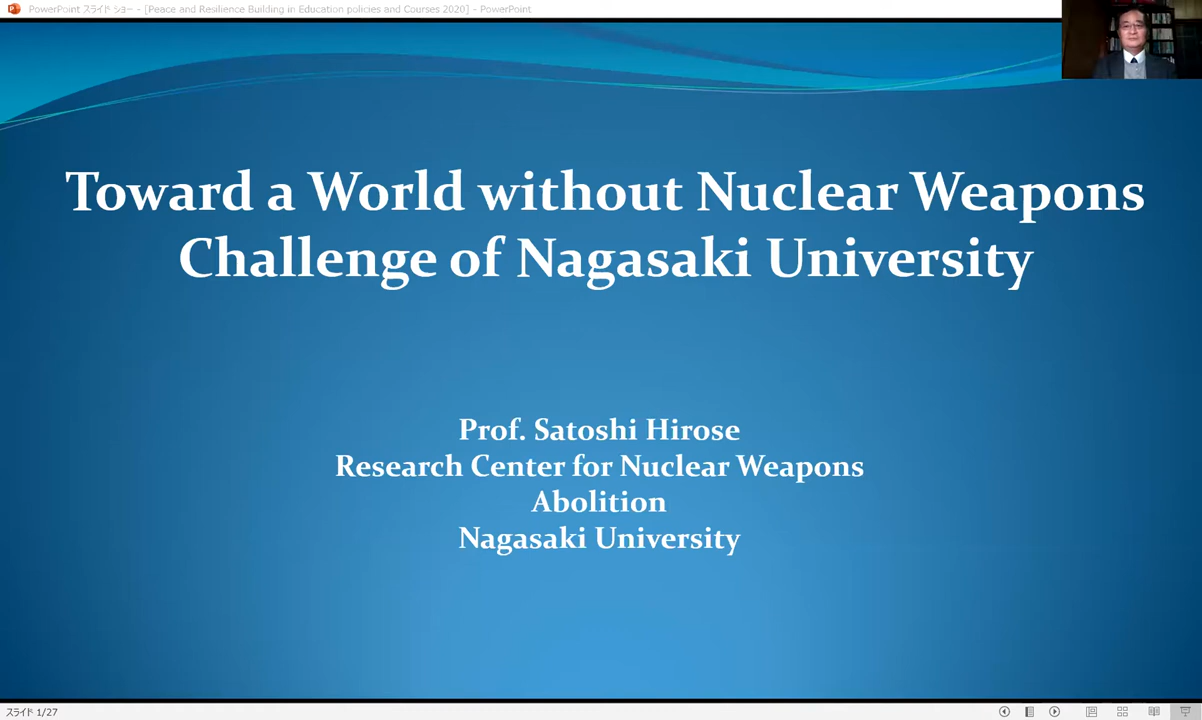 PowerPoint スライド ショー - [Peace and Resilience Building in Education policies and Courses 2020] - PowerPoint
Toward a World without Nuclear Weapons
Challenge of Nagasaki University
Prof. Satoshi Hirose
Research Center for Nuclear Weapons
Abolition
Nagasaki University
スライド 1/27